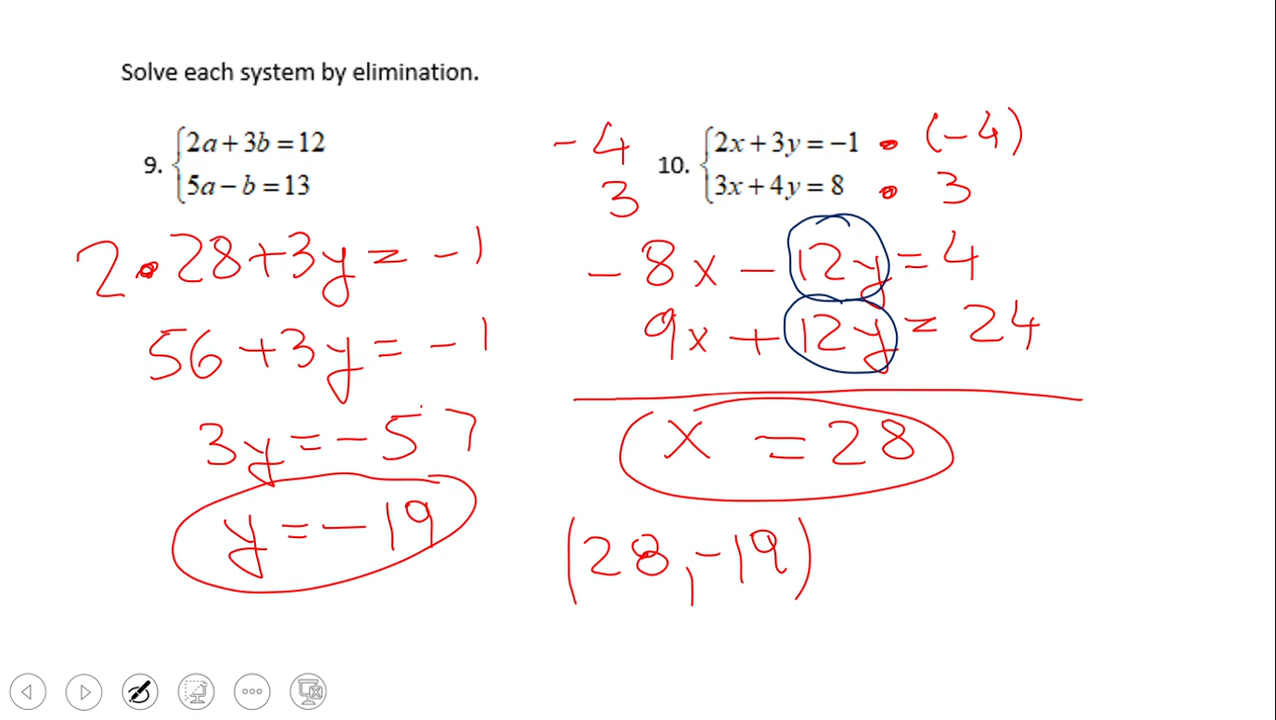 Solve each system by elimination.
9. {2a + 3b = 12
5a − b = 13
-4
3
10. {2x + 3y = −1 • (-4)
3x + 4y = 8 • 3
2 • 28 + 3y = -1
56 + 3y = -1
3y = -57
y = -19
-8x - 12y = 4
9x + 12y = 24
x = 28
(28, -19)